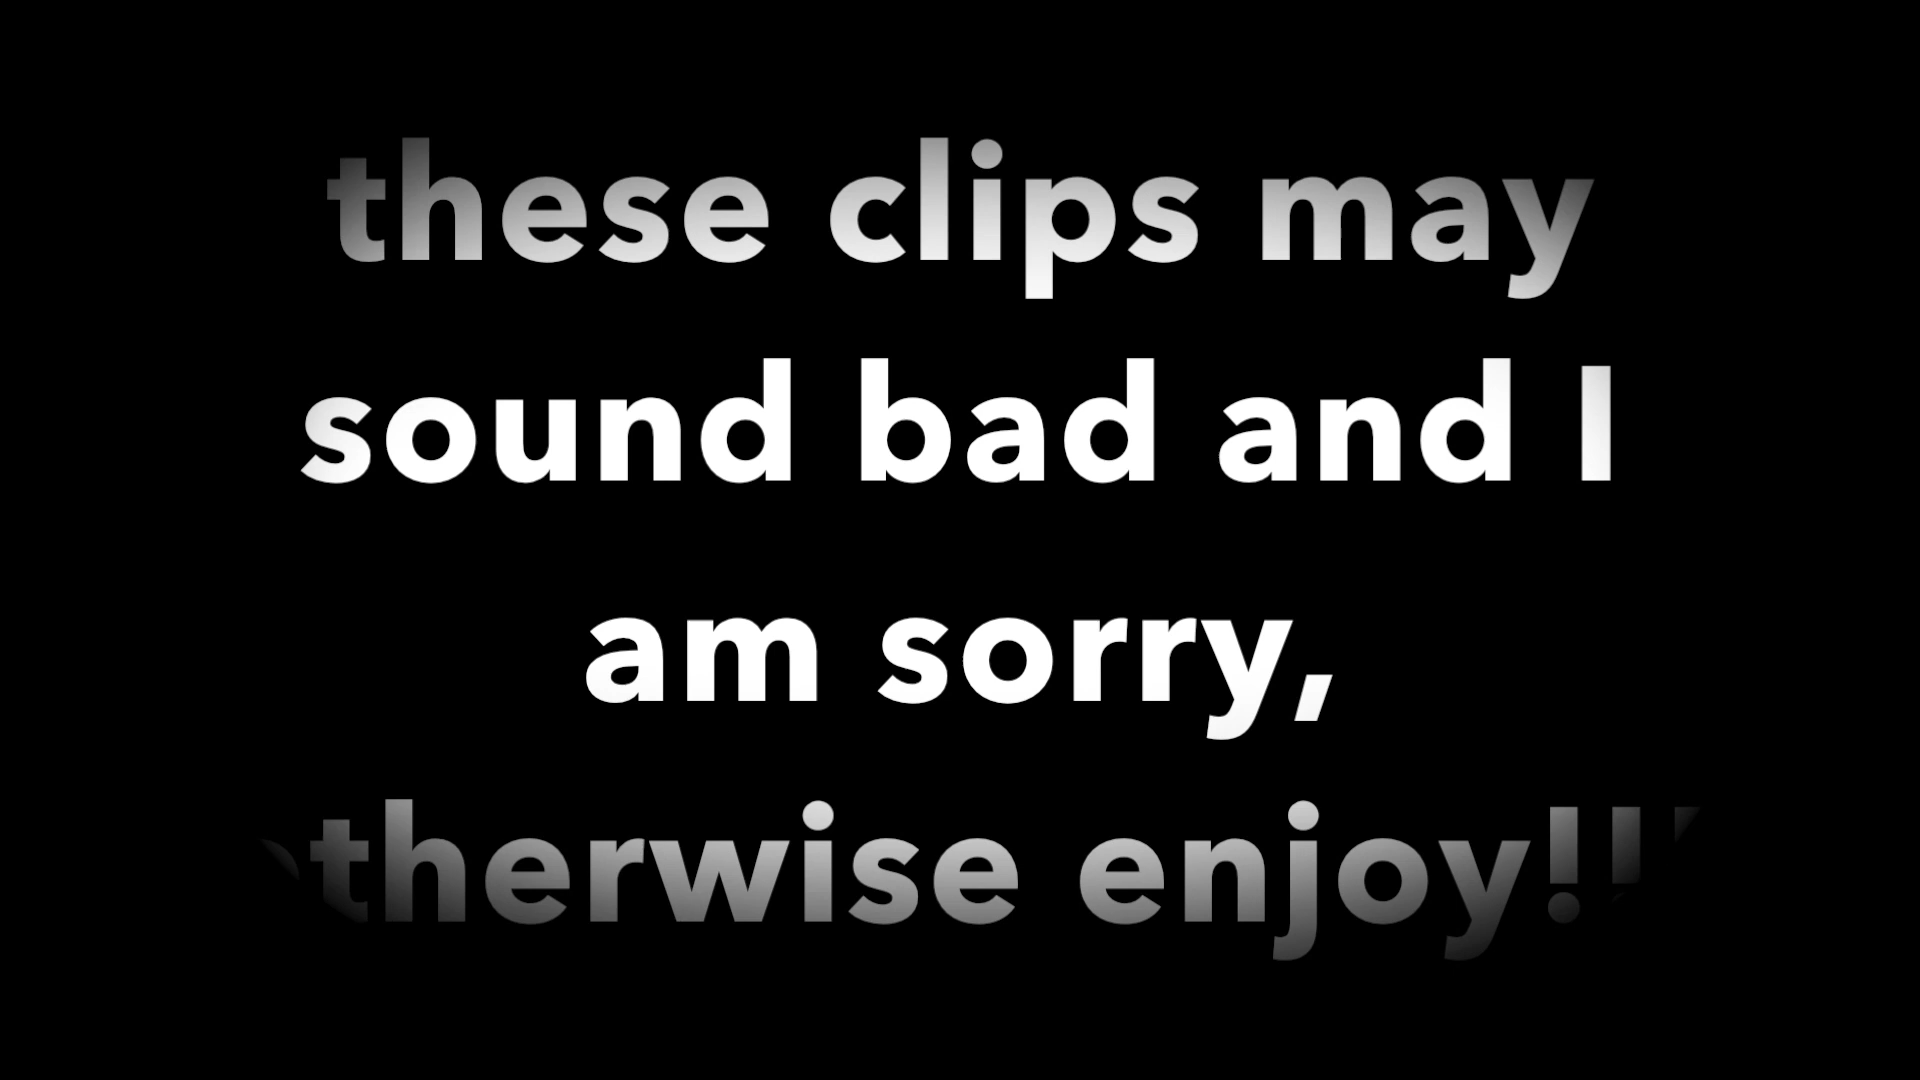 these clips may
sound bad and I
am sorry,
otherwise enjoy!!!